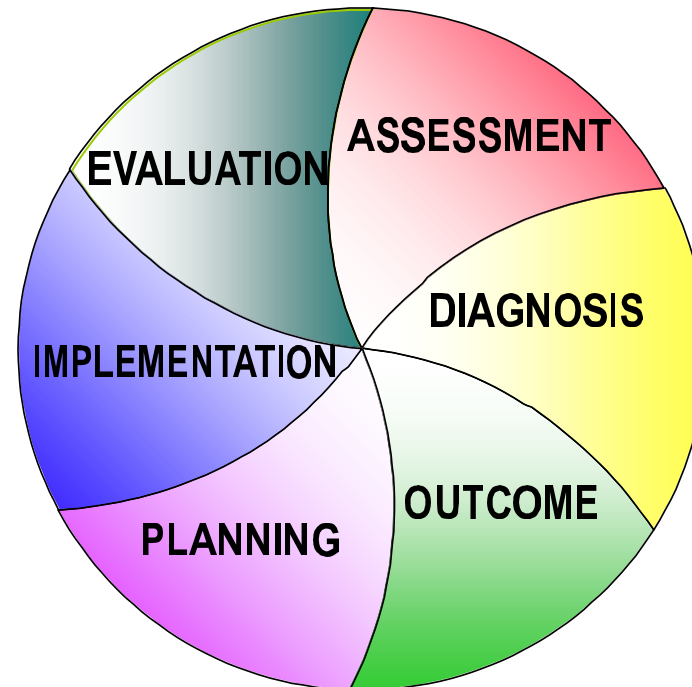 ASSESSMENT
DIAGNOSIS
OUTCOME
PLANNING
IMPLEMENTATION
EVALUATION